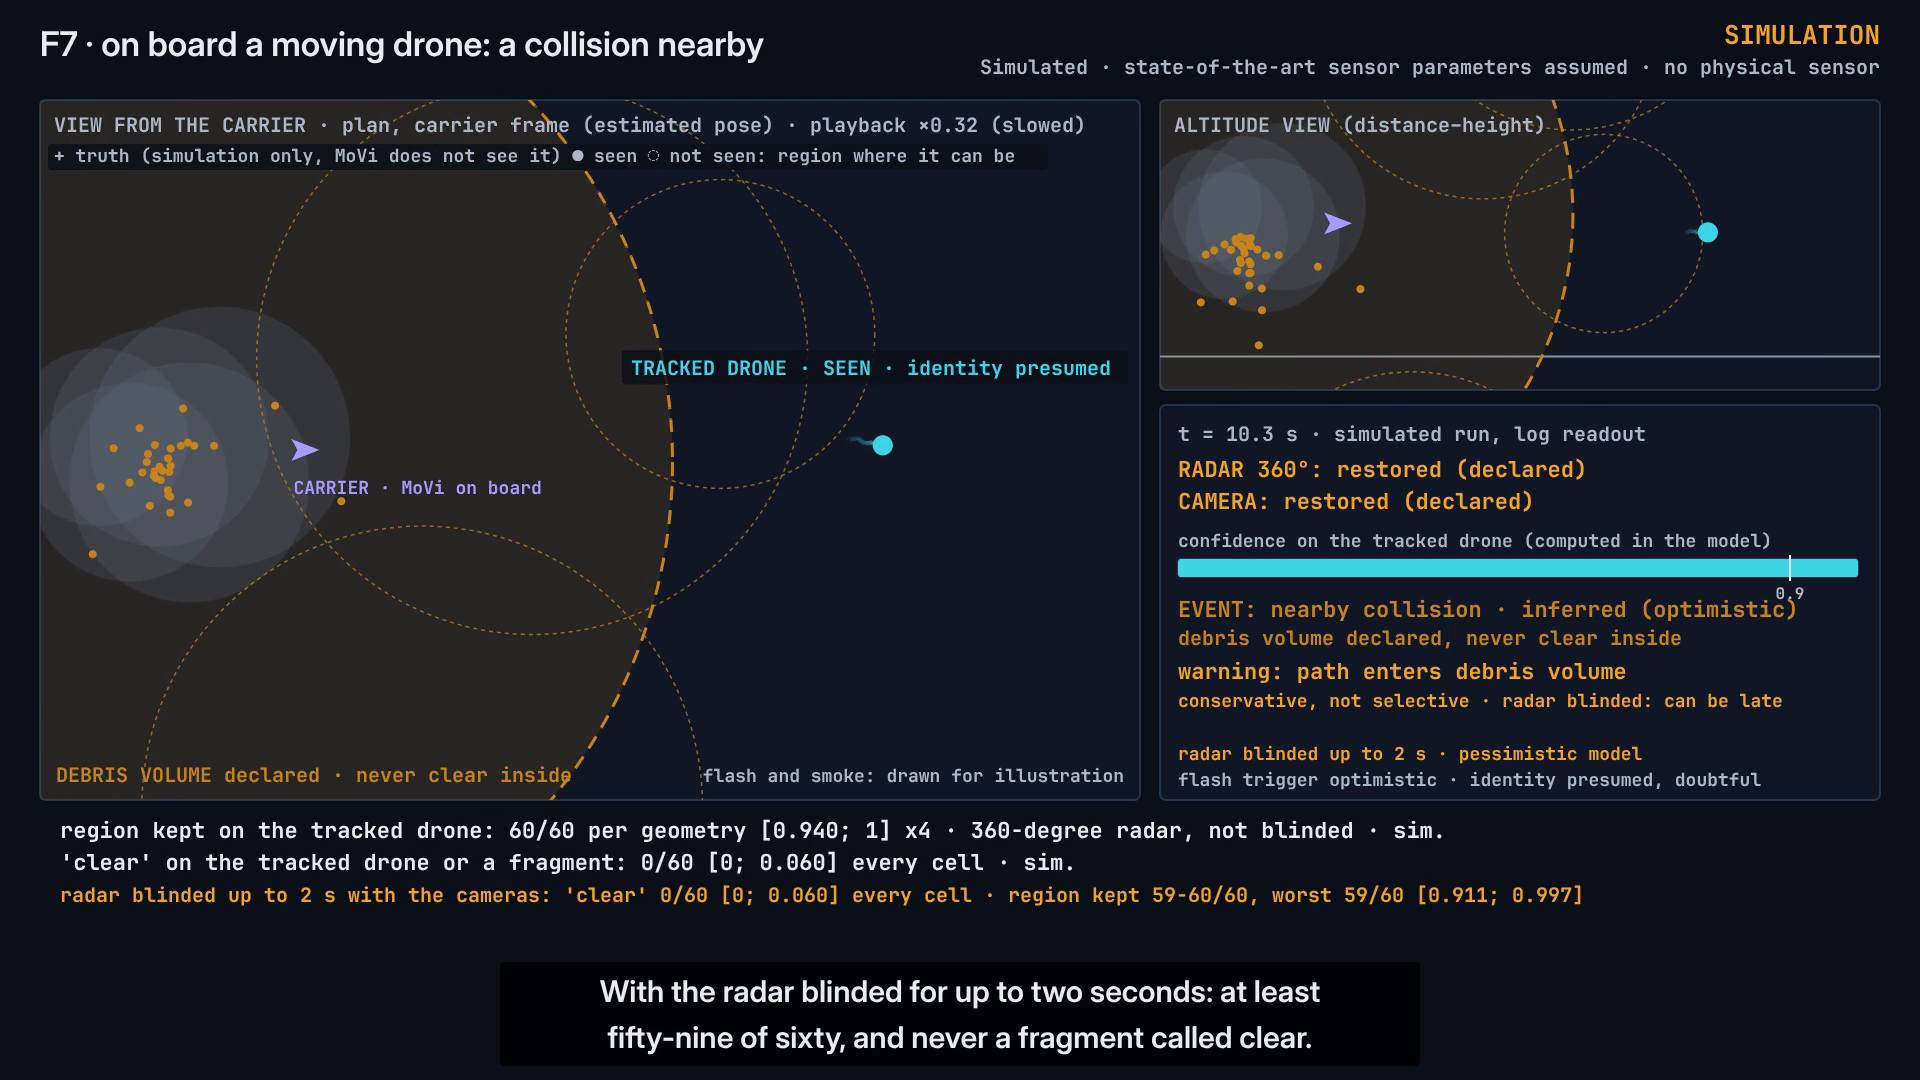 F7 · on board a moving drone: a collision nearby
SIMULATION
Simulated · state-of-the-art sensor parameters assumed · no physical sensor
VIEW FROM THE CARRIER · plan, carrier frame (estimated pose) · playback ×0.32 (slowed)
+ truth (simulation only, MoVi does not see it) ● seen ◌ not seen: region where it can be
TRACKED DRONE · SEEN · identity presumed
CARRIER · MoVi on board
DEBRIS VOLUME declared · never clear inside
flash and smoke: drawn for illustration
ALTITUDE VIEW (distance-height)
t = 10.3 s · simulated run, log readout
RADAR 360°: restored (declared)
CAMERA: restored (declared)
confidence on the tracked drone (computed in the model)
0.9
EVENT: nearby collision · inferred (optimistic)
debris volume declared, never clear inside
warning: path enters debris volume
conservative, not selective · radar blinded: can be late
radar blinded up to 2 s · pessimistic model
flash trigger optimistic · identity presumed, doubtful
region kept on the tracked drone: 60/60 per geometry [0.940; 1] x4 · 360-degree radar, not blinded · sim.
'clear' on the tracked drone or a fragment: 0/60 [0; 0.060] every cell · sim.
radar blinded up to 2 s with the cameras: 'clear' 0/60 [0; 0.060] every cell · region kept 59-60/60, worst 59/60 [0.911; 0.997]
With the radar blinded for up to two seconds: at least
fifty-nine of sixty, and never a fragment called clear.